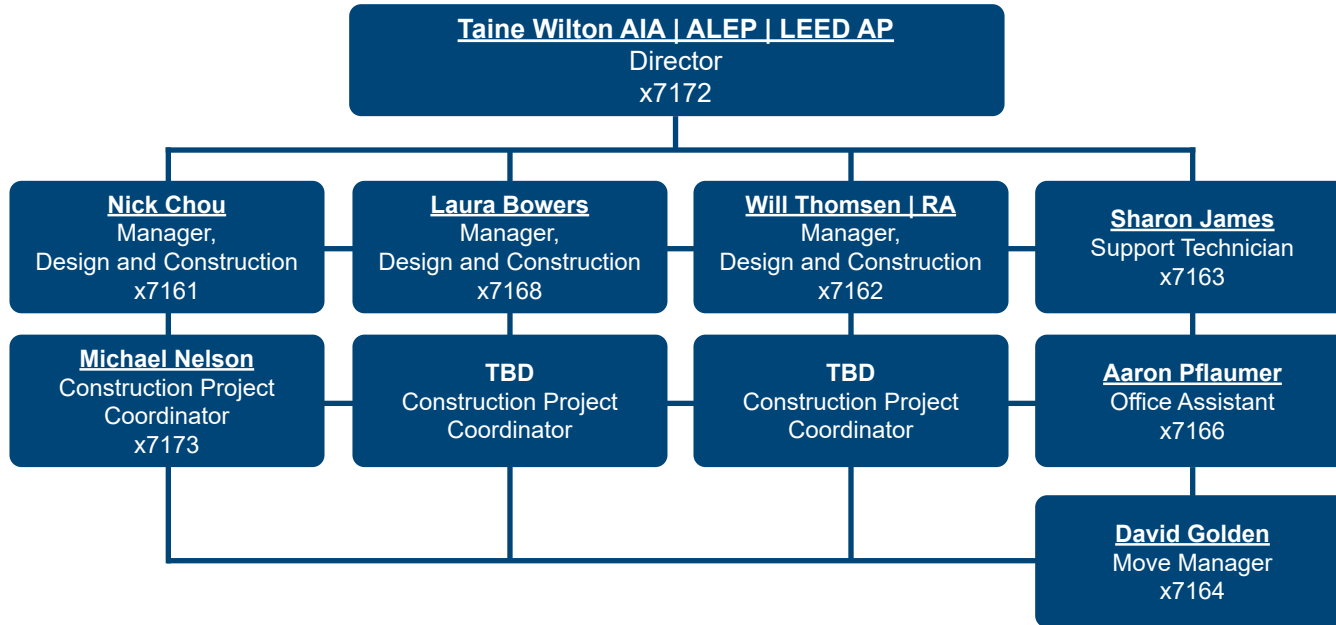 Taine Wilton AIA | ALEP | LEED AP
Director
x7172
Nick Chou
Manager,
Design and Construction
x7161
Laura Bowers
Manager,
Design and Construction
x7168
Will Thomsen | RA
Manager,
Design and Construction
x7162
Sharon James
Support Technician
x7163
Michael Nelson
Construction Project
Coordinator
x7173
TBD
Construction Project
Coordinator
TBD
Construction Project
Coordinator
Aaron Pflaumer
Office Assistant
x7166
David Golden
Move Manager
x7164